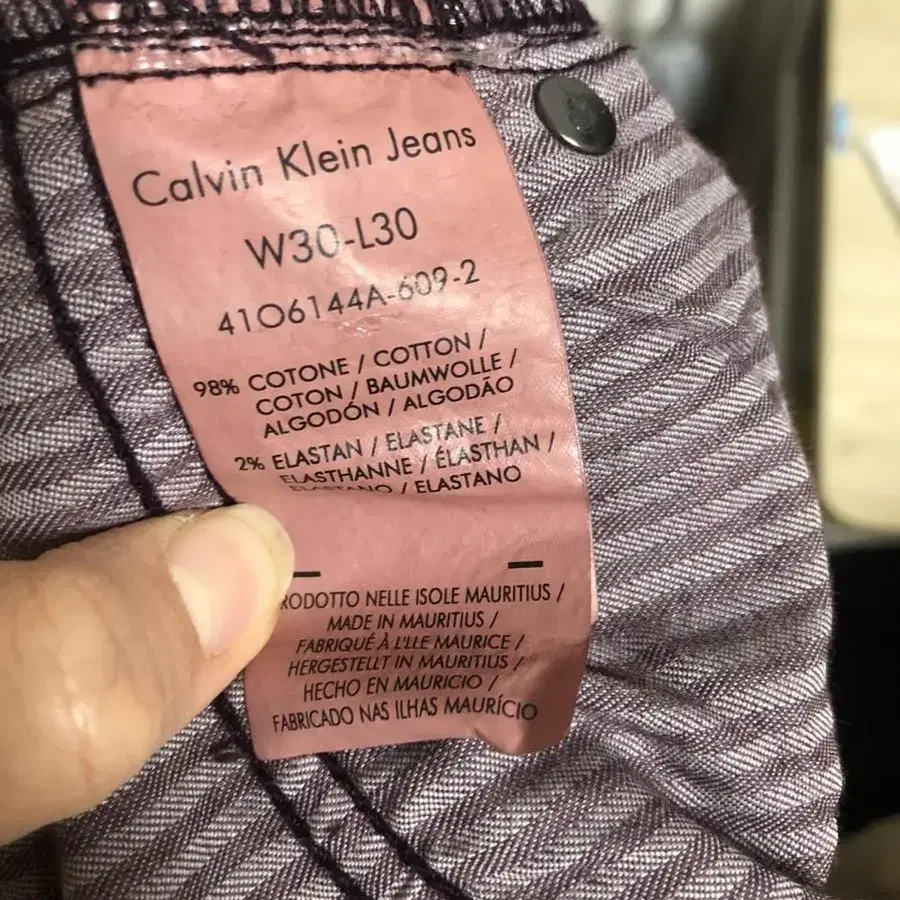 Calvin Klein Jeans
W30-L30
41O6144A-609-2
98% COTONE / COTTON /
COTON / BAUMWOLLE /
ALGODÓN / ALGODÃO
2% ELASTAN / ELASTANE /
ELASTHANNE / ÉLASTHAN /
ELASTANO / ELASTANO
RODOTTO NELLE ISOLE MAURITIUS /
MADE IN MAURITIUS /
FABRIQUÉ À L'LLE MAURICE /
HERGESTELLT IN MAURITIUS /
HECHO EN MAURICIO /
FABRICADO NAS ILHAS MAURÍCIO